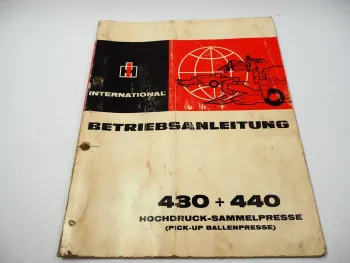 INTERNATIONAL
BETRIEBSANLEITUNG
430 + 440
HOCHDRUCK-SAMMELPRESSE
(PICK-UP BALLENPRESSE)